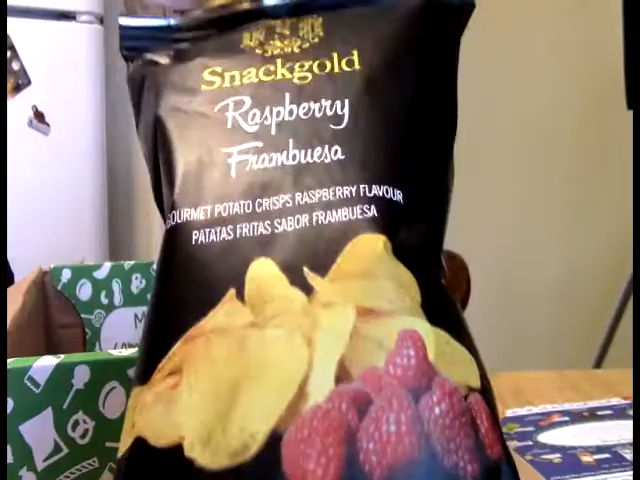 Snackgold
Raspberry
Frambuesa
GOURMET POTATO CRISPS RASPBERRY FLAVOUR
PATATAS FRITAS SABOR FRAMBUESA